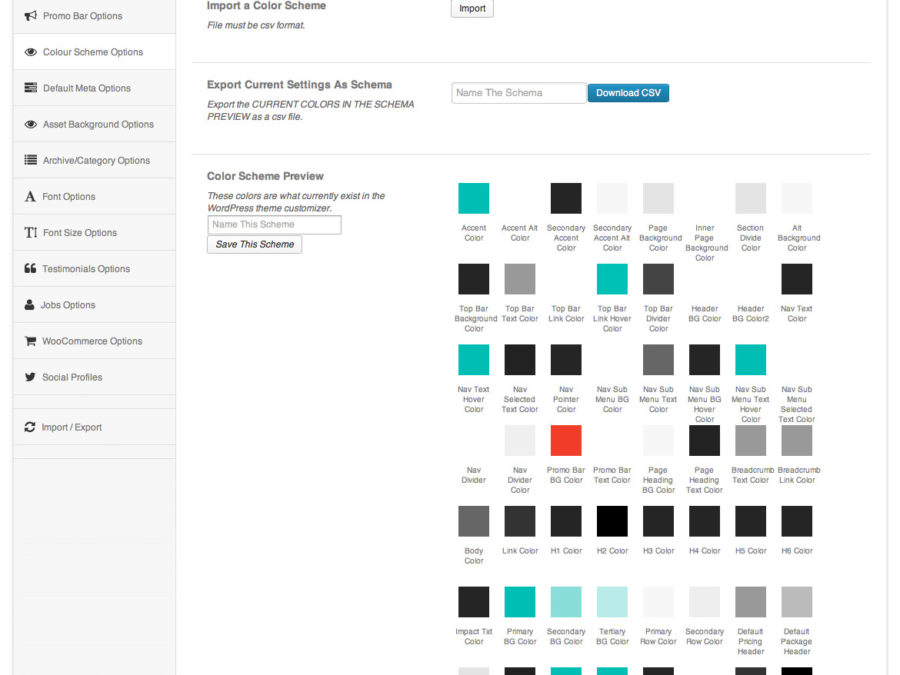 Promo Bar Options
Colour Scheme Options
Default Meta Options
Asset Background Options
Archive/Category Options
Font Options
Font Size Options
Testimonials Options
Jobs Options
WooCommerce Options
Social Profiles
Import / Export
Import a Color Scheme
File must be csv format.
Import
Export Current Settings As Schema
Export the CURRENT COLORS IN THE SCHEMA
PREVIEW as a csv file.
Name The Schema
Download CSV
Color Scheme Preview
These colors are what currently exist in the
WordPress theme customizer.
Name This Scheme
Save This Scheme
Accent
Color
Accent Alt
Color
Secondary
Accent
Color
Secondary
Accent Alt
Color
Page
Background
Color
Inner
Page
Background
Color
Section
Divide
Color
Alt
Background
Color
Top Bar
Background
Color
Top Bar
Text Color
Top Bar
Link Color
Top Bar
Link Hover
Color
Top Bar
Divider
Color
Header
BG Color
Header
BG Color2
Nav Text
Color
Nav Text
Hover
Color
Nav
Selected
Text Color
Nav
Pointer
Color
Nav Sub
Menu BG
Color
Nav Sub
Menu Text
Color
Nav Sub
Menu BG
Hover
Color
Nav Sub
Menu Text
Hover
Color
Nav Sub
Menu
Selected
Text Color
Nav
Divider
Nav
Divider
Color
Promo Bar
BG Color
Promo Bar
Text Color
Page
Heading
BG Color
Page
Heading
Text Color
Breadcrumb
Text Color
Breadcrumb
Link Color
Body
Color
Link Color
H1 Color
H2 Color
H3 Color
H4 Color
H5 Color
H6 Color
Impact Txt
Color
Primary
BG Color
Secondary
BG Color
Tertiary
BG Color
Primary
Row Color
Secondary
Row Color
Default
Pricing
Header
Default
Package
Header